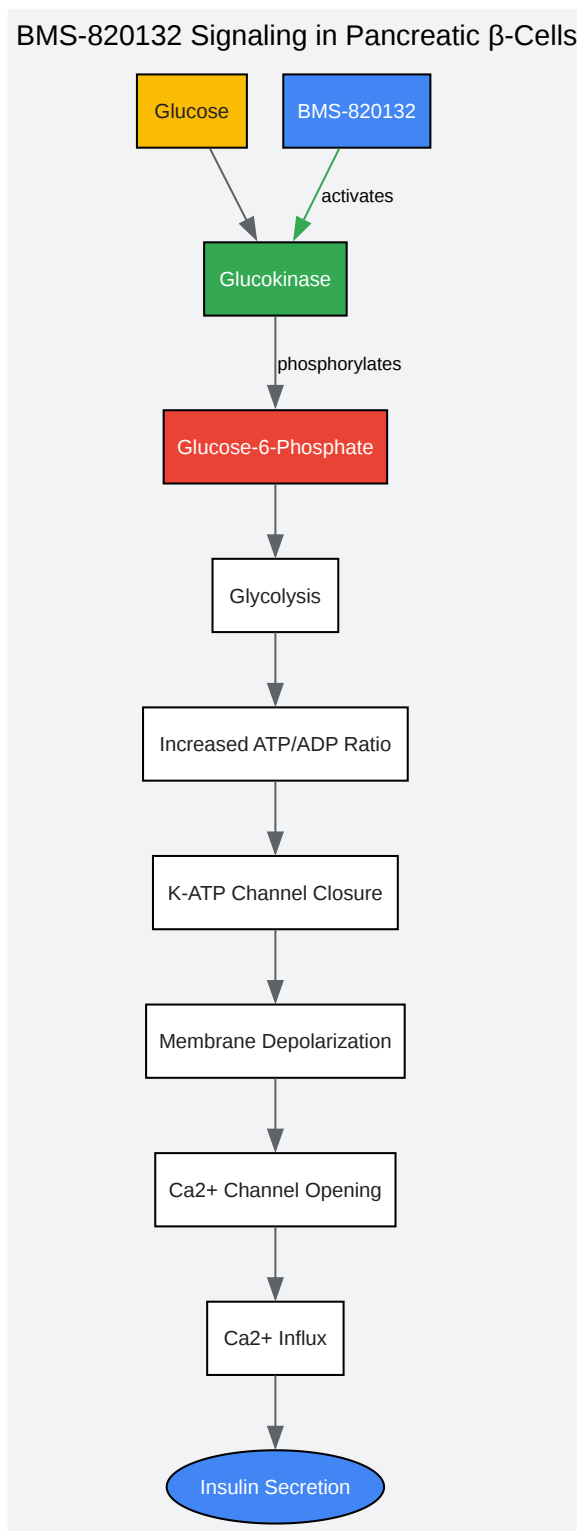 BMS-820132 Signaling in Pancreatic β-Cells
Glucose
BMS-820132
activates
Glucokinase
phosphorylates
Glucose-6-Phosphate
Glycolysis
Increased ATP/ADP Ratio
K-ATP Channel Closure
Membrane Depolarization
Ca2+ Channel Opening
Ca2+ Influx
Insulin Secretion